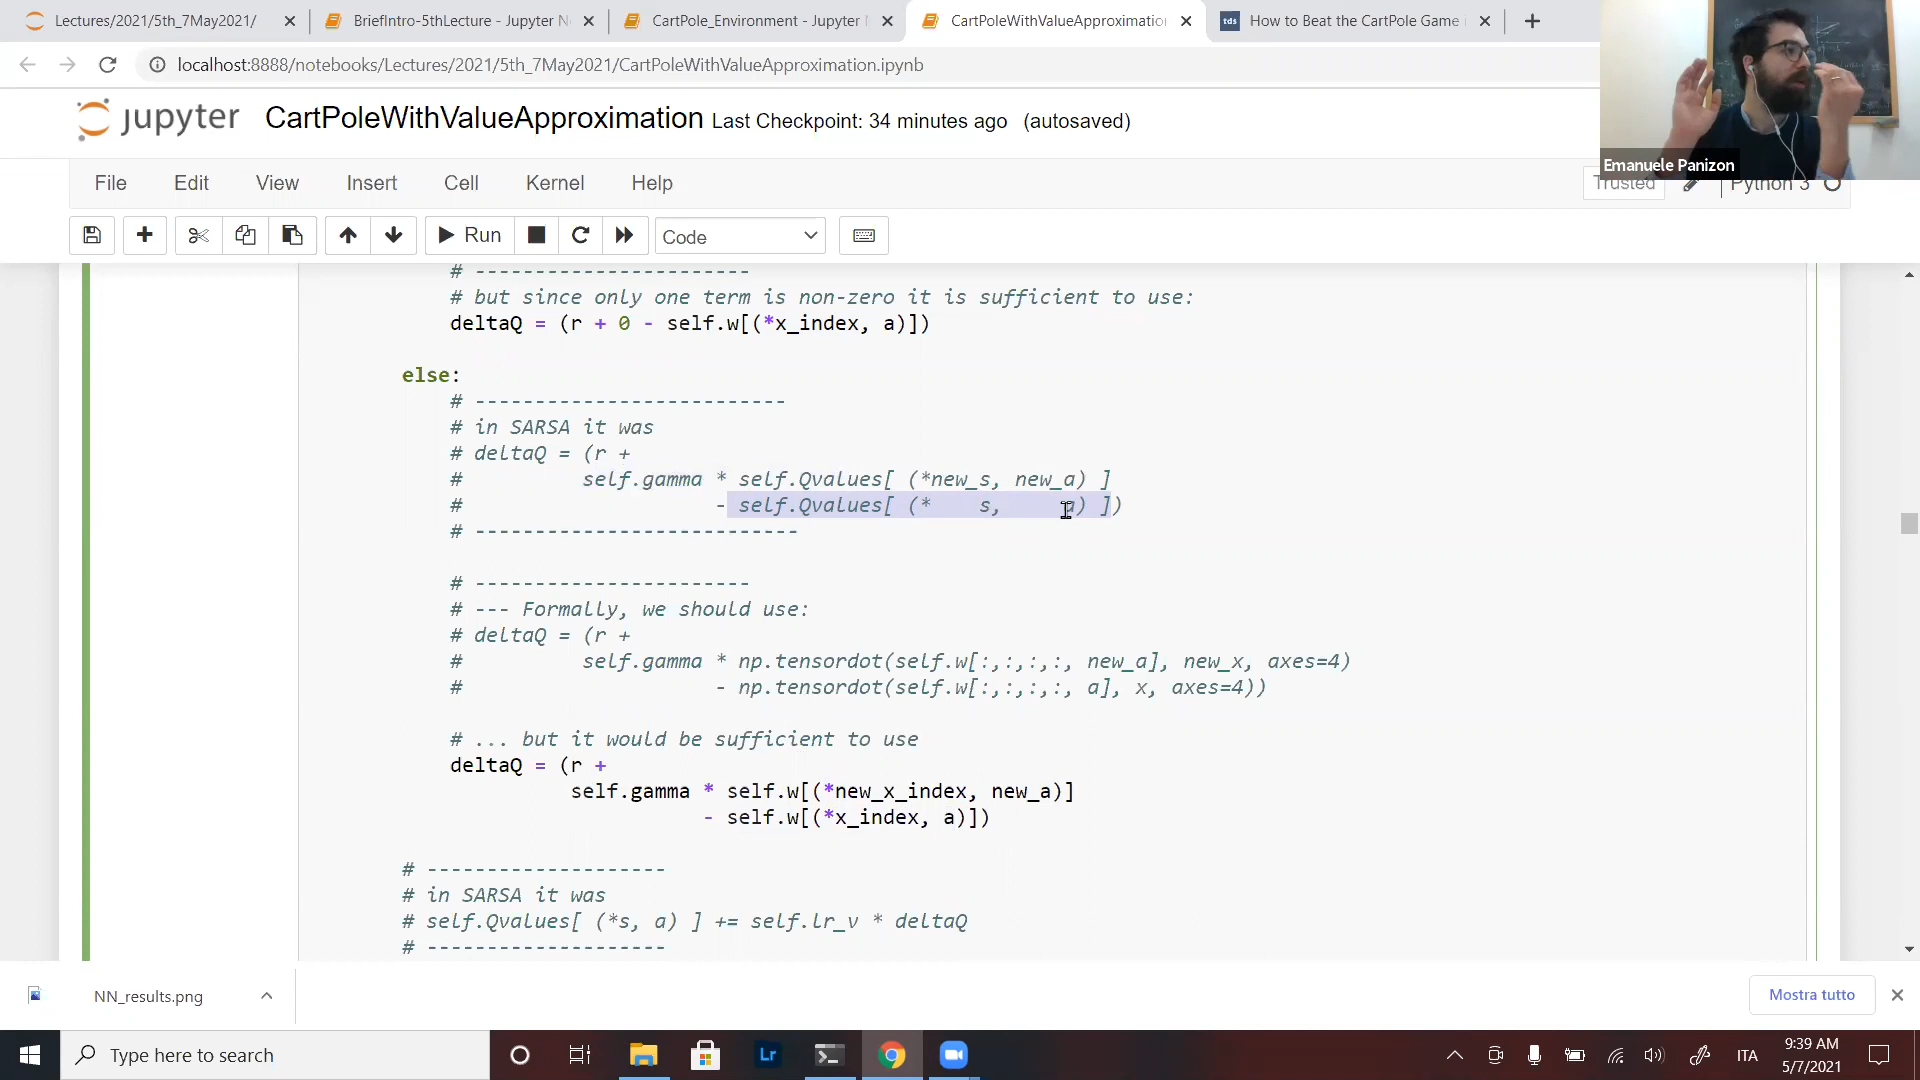 Lectures/2021/5th_7May2021/
BriefIntro-5thLecture - Jupyter N
CartPole_Environment - Jupyter
CartPoleWithValueApproximation
tds How to Beat the CartPole Game
localhost:8888/notebooks/Lectures/2021/5th_7May2021/CartPoleWithValueApproximation.ipynb
jupyter CartPoleWithValueApproximation Last Checkpoint: 34 minutes ago (autosaved)
Emanuele Panizon
File Edit View Insert Cell Kernel Help
Trusted Python 3
Run Code
# -----------------------
# but since only one term is non-zero it is sufficient to use:
deltaQ = (r + 0 - self.w[(*x_index, a)])
else:
# --------------------------
# in SARSA it was
# deltaQ = (r +
# self.gamma * self.Qvalues[ (*new_s, new_a) ]
# - self.Qvalues[ (* s, a) ])
# ---------------------------
# -----------------------
# --- Formally, we should use:
# deltaQ = (r +
# self.gamma * np.tensordot(self.w[:,:,:,:, new_a], new_x, axes=4)
# - np.tensordot(self.w[:,:,:,:, a], x, axes=4))
# ... but it would be sufficient to use
deltaQ = (r +
self.gamma * self.w[(*new_x_index, new_a)]
- self.w[(*x_index, a)])
# --------------------
# in SARSA it was
# self.Qvalues[ (*s, a) ] += self.lr_v * deltaQ
# --------------------
NN_results.png
Mostra tutto
Type here to search
Lr
ITA
9:39 AM
5/7/2021